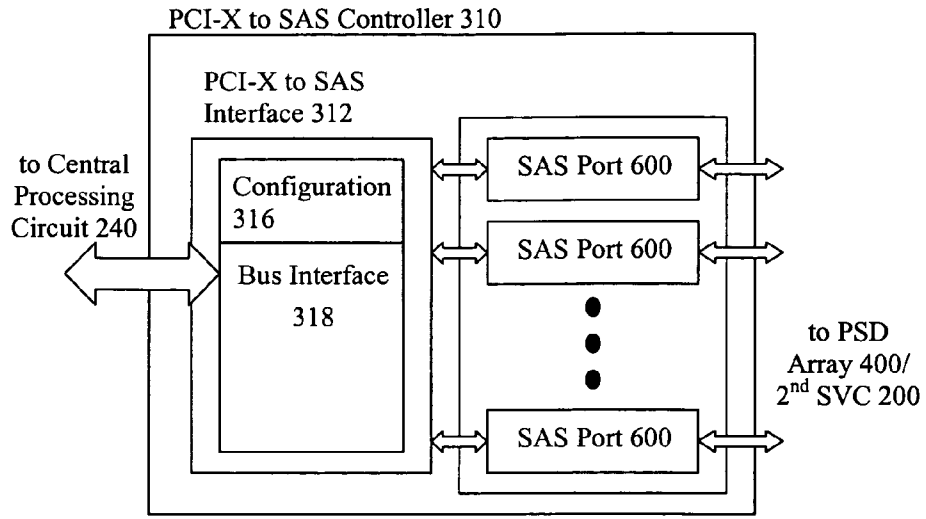 PCI-X to SAS Controller 310
PCI-X to SAS
Interface 312
to Central
Processing
Circuit 240
Configuration
316
Bus Interface
318
SAS Port 600
SAS Port 600
SAS Port 600
to PSD
Array 400/
2nd SVC 200